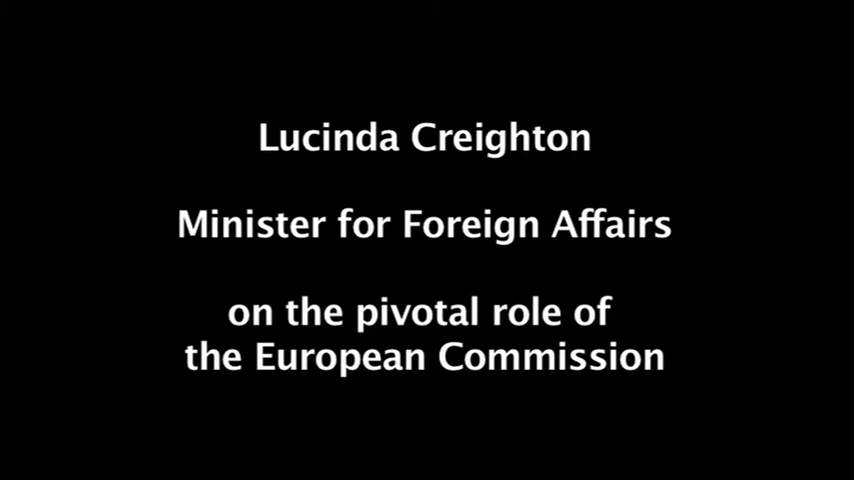 Lucinda Creighton
Minister for Foreign Affairs
on the pivotal role of
the European Commission